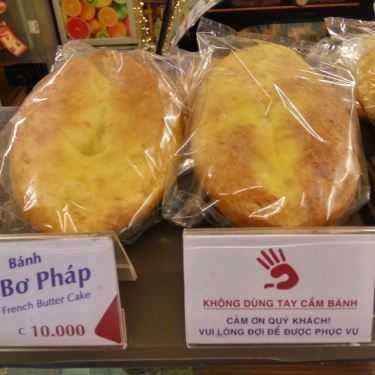 Bánh
Bơ Pháp
French Butter Cake
₫ 10.000
KHÔNG DÙNG TAY CẦM BÁNH
CẢM ƠN QUÝ KHÁCH!
VUI LÒNG ĐỢI ĐỂ ĐƯỢC PHỤC VỤ